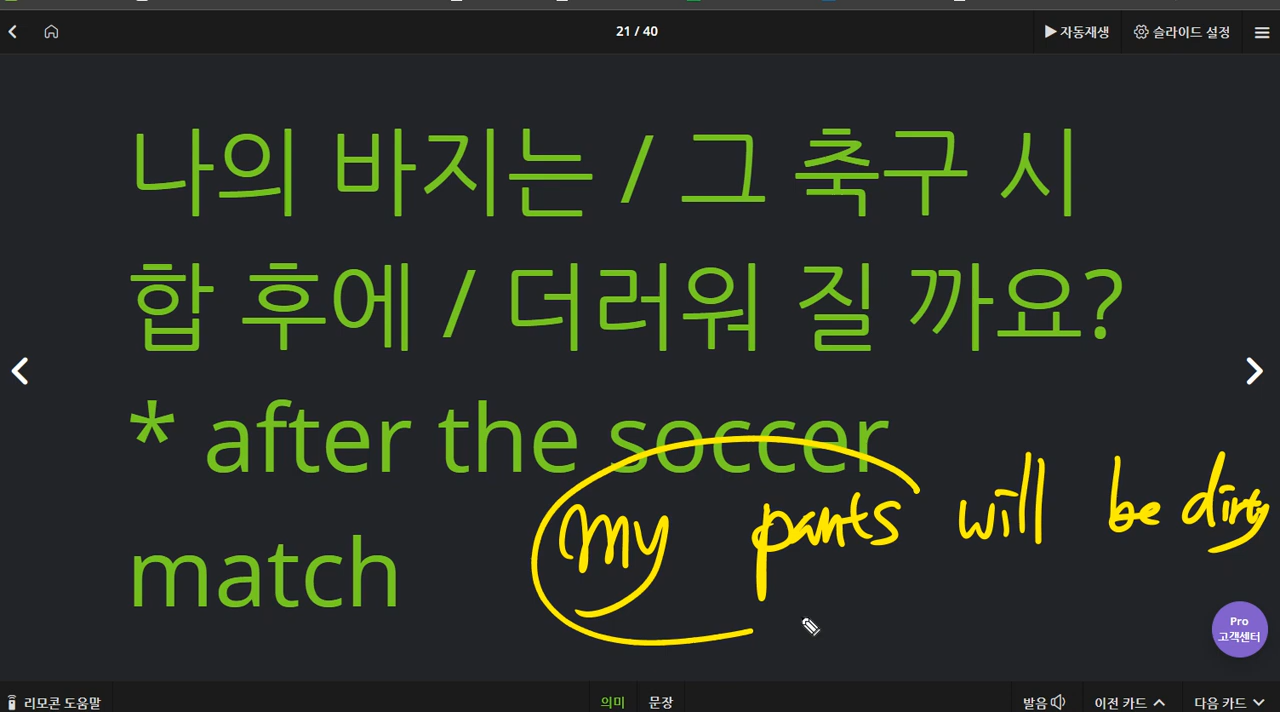 21 / 40
▶자동재생
슬라이드 설정
나의 바지는 / 그 축구 시
합 후에 / 더러워 질 까요?
* after the soccer
match
my pants will be dirty
Pro
고객센터
리모콘 도움말
의미
문장
발음
이전 카드
다음 카드